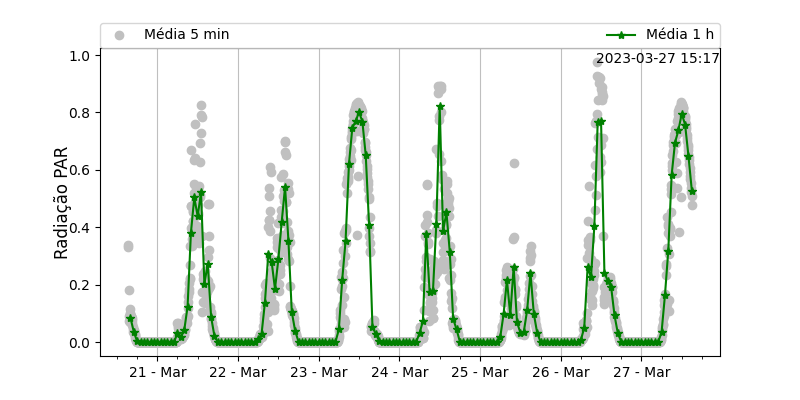 Média 5 min
Média 1 h
2023-03-27 15:17
Radiação PAR
1.0
0.8
0.6
0.4
0.2
0.0
21 - Mar
22 - Mar
23 - Mar
24 - Mar
25 - Mar
26 - Mar
27 - Mar